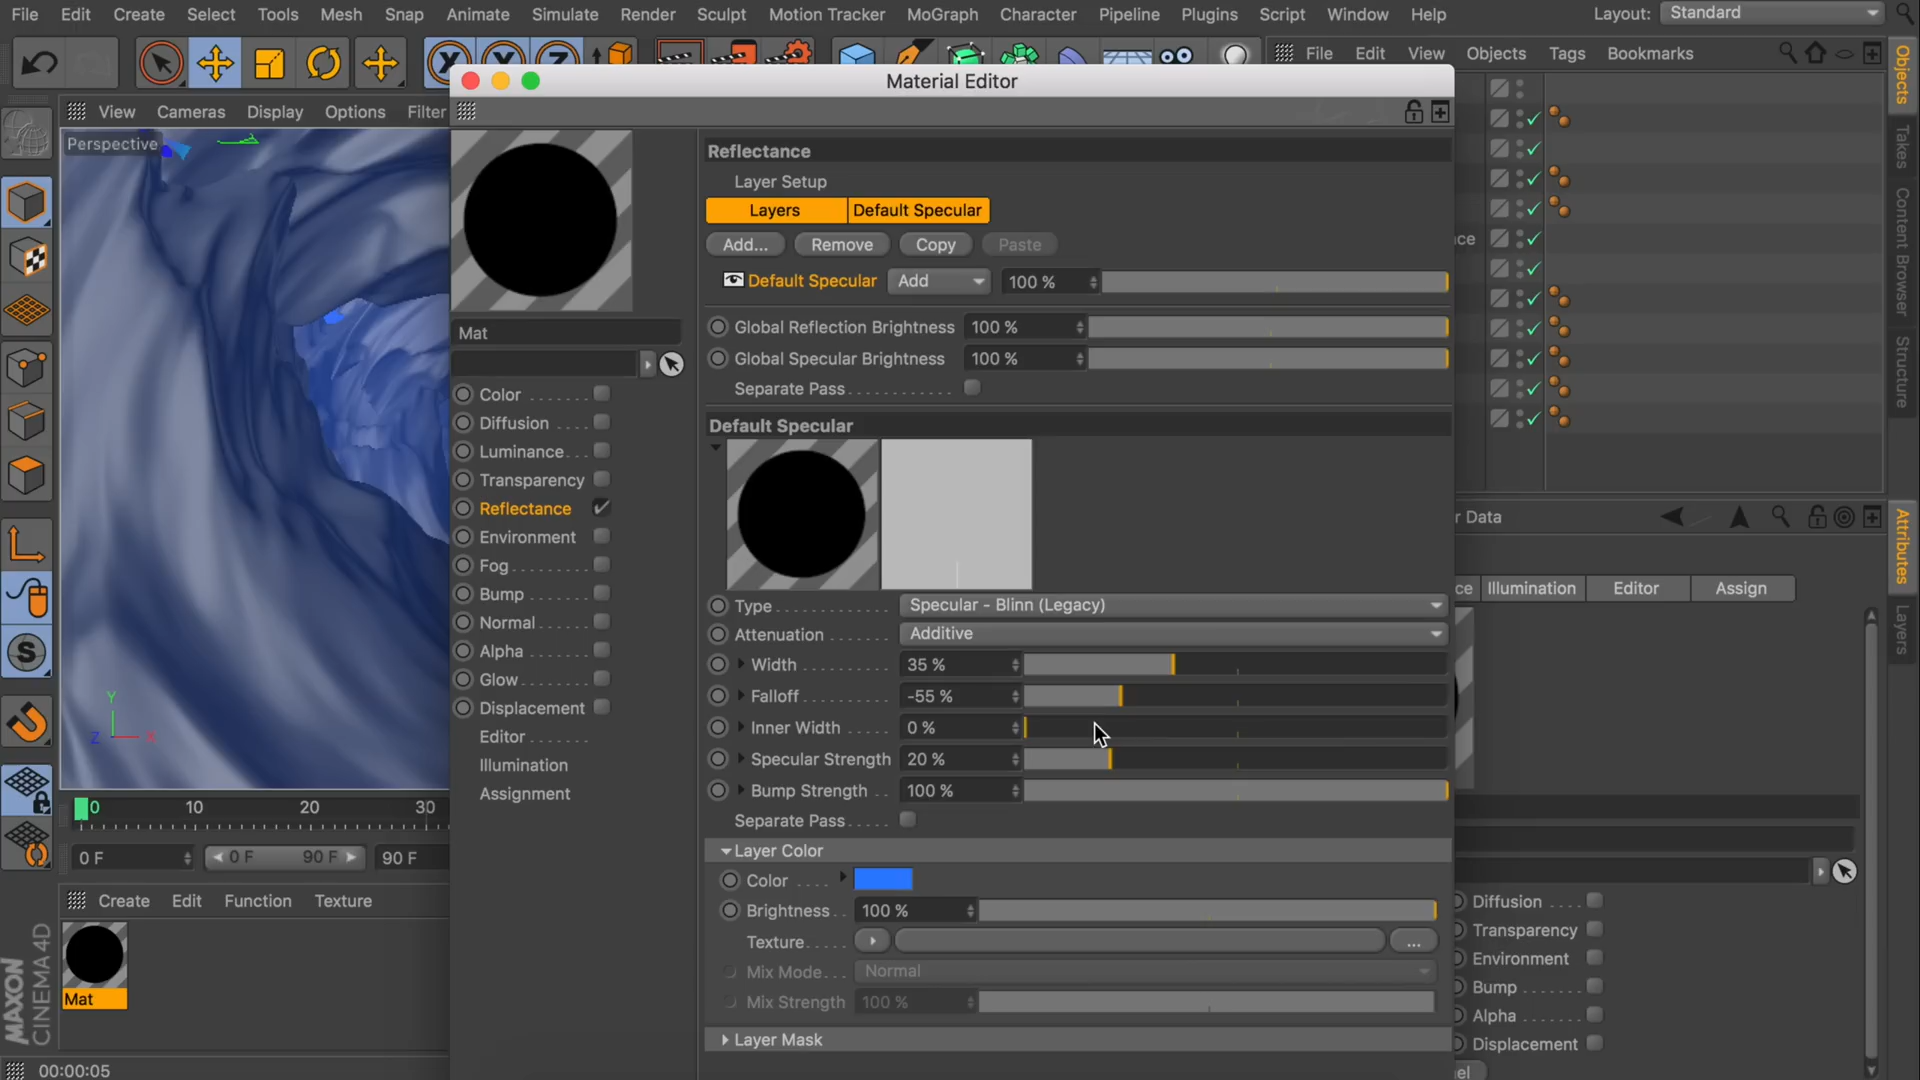 File Edit Create Select Tools Mesh Snap Animate Simulate Render Sculpt Motion Tracker MoGraph Character Pipeline Plugins Script Window Help Layout: Standard
File Edit View Objects Tags Bookmarks
Material Editor
View Cameras Display Options Filter
Perspective
Reflectance
Layer Setup
Layers Default Specular
Add... Remove Copy Paste
Default Specular Add 100 %
Global Reflection Brightness 100 %
Global Specular Brightness 100 %
Separate Pass
Default Specular
Type Specular - Blinn (Legacy)
Attenuation Additive
Width 35 %
Falloff -55 %
Inner Width 0 %
Specular Strength 20 %
Bump Strength 100 %
Separate Pass
Layer Color
Color
Brightness 100 %
Texture ...
Mix Mode Normal
Mix Strength 100 %
Layer Mask
Mat
Color
Diffusion
Luminance
Transparency
Reflectance
Environment
Fog
Bump
Normal
Alpha
Glow
Displacement
Editor
Illumination
Assignment
Y
Z X
0 10 20 30
0 F 0 F 90 F 90 F
Create Edit Function Texture
Mat
MAXON
CINEMA 4D
00:00:05
ce
r Data
ce Illumination Editor Assign
Diffusion
Transparency
Environment
Bump
Alpha
Displacement
el
Objects
Takes
Content Browser
Structure
Attributes
Layers